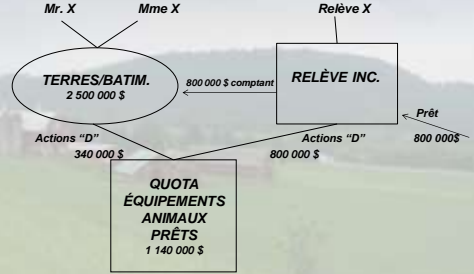 Mr. X
Mme X
Relève X
TERRES/BATIM.
2 500 000 $
800 000 $ comptant
RELÈVE INC.
Prêt
800 000$
Actions “D”
340 000 $
Actions “D”
800 000 $
QUOTA
ÉQUIPEMENTS
ANIMAUX
PRÊTS
1 140 000 $